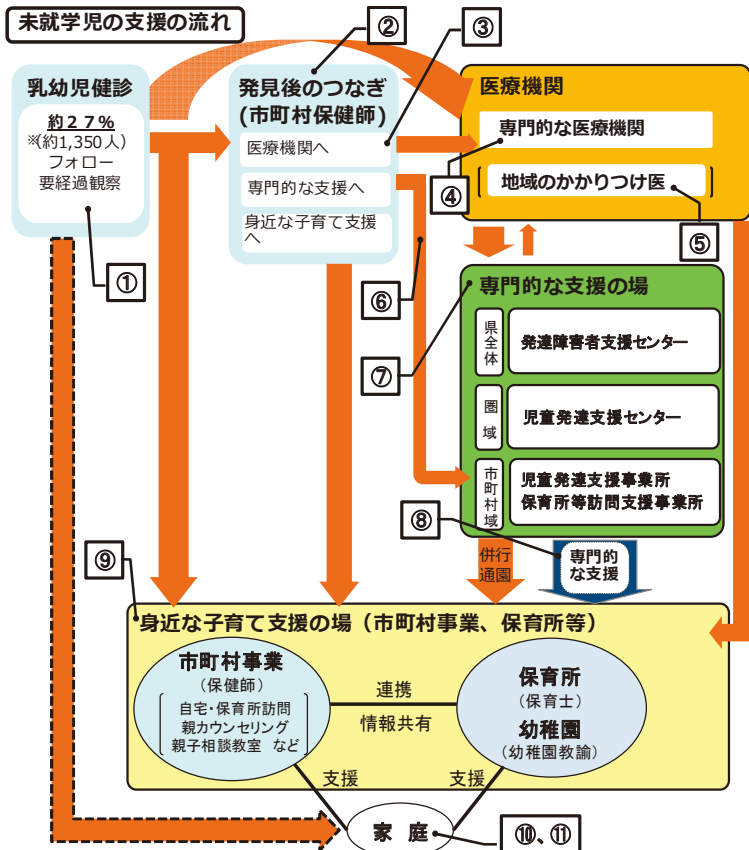 未就学児の支援の流れ
②
③
乳幼児健診
約27%
※(約1,350人)
フォロー
要経過観察
①
発見後のつなぎ
(市町村保健師)
医療機関へ
専門的な支援へ
身近な子育て支援
へ
医療機関
専門的な医療機関
④
地域のかかりつけ医
⑤
⑥
専門的な支援の場
⑦
県全体
発達障害者支援センター
圏域
児童発達支援センター
市町村域
児童発達支援事業所
保育所等訪問支援事業所
⑧
併行
通園
専門的
な支援
⑨
身近な子育て支援の場（市町村事業、保育所等）
市町村事業
（保健師）
自宅・保育所訪問
親カウンセリング
親子相談教室 など
連携
情報共有
保育所
（保育士）
幼稚園
（幼稚園教諭）
支援
支援
家 庭
⑩、⑪